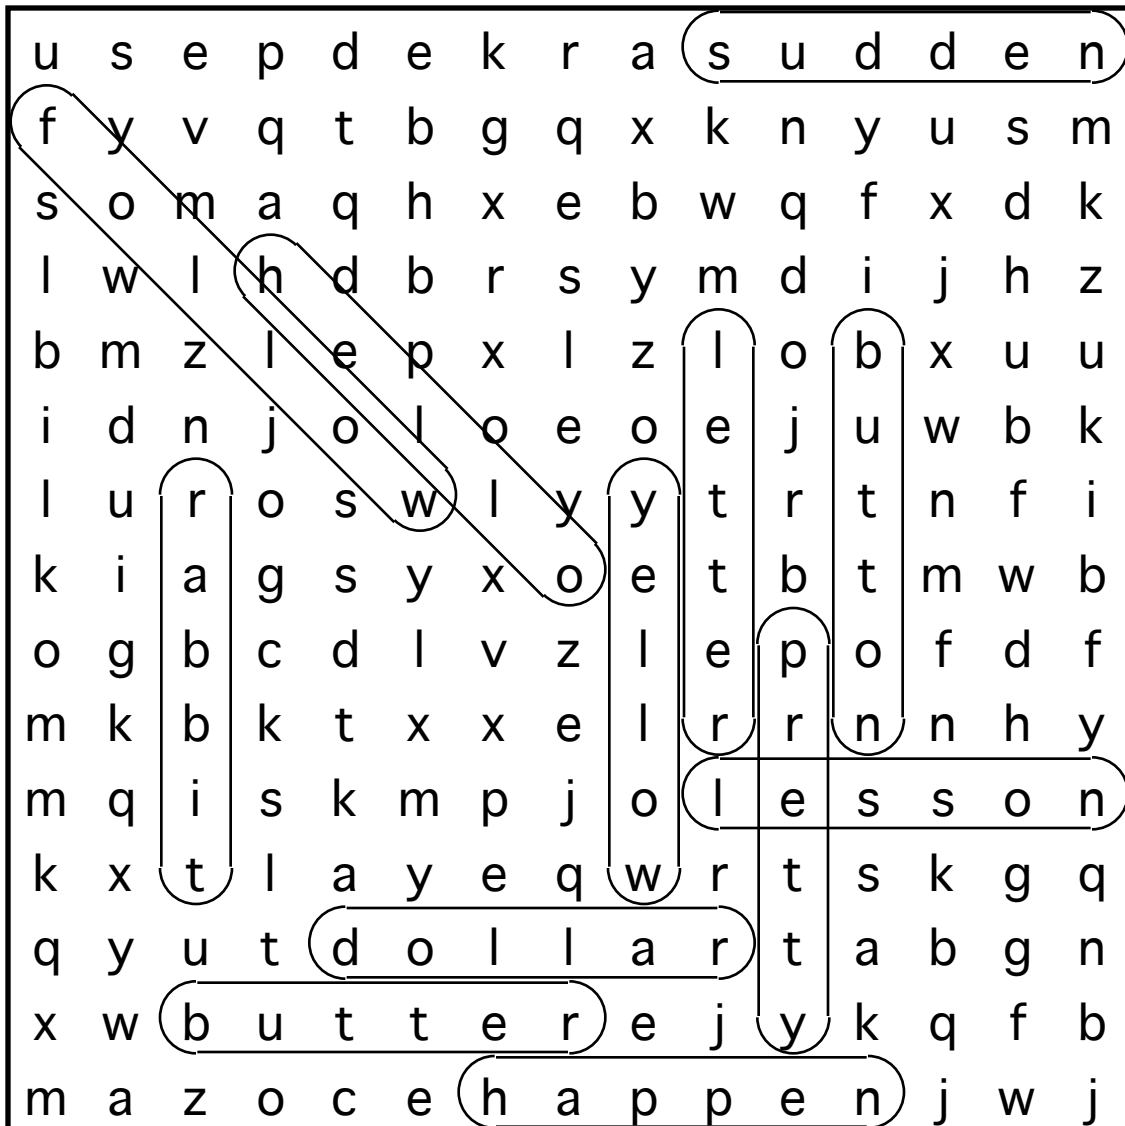 u s e p d e k r a s u d d e n
f y v q t b g q x k n y u s m
s o m a q h x e b w q f x d k
l w l h d b r s y m d i j h z
b m z l e p x l z l o b x u u
i d n j o l o e o e j u w b k
l u r o s w l y y t r t n f i
k i a g s y x o e t b t m w b
o g b c d l v z l e p o f d f
m k b k t x x e l r r n n h y
m q i s k m p j o l e s s o n
k x t l a y e q w r t s k g q
q y u t d o l l a r t a b g n
x w b u t t e r e j y k q f b
m a z o c e h a p p e n j w j